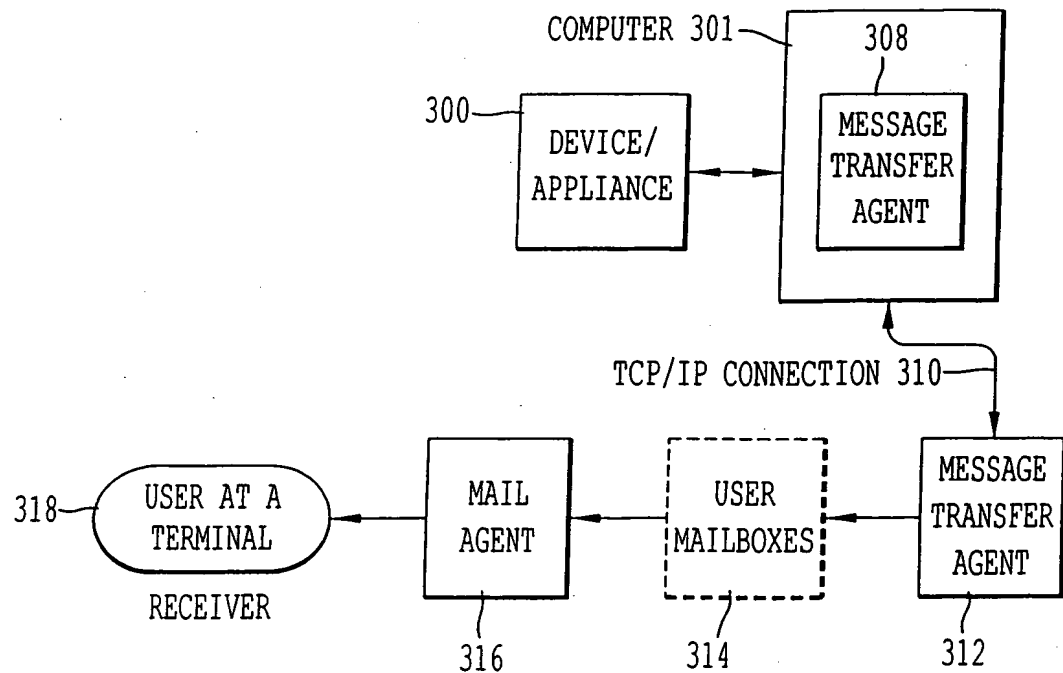 COMPUTER 301
308
300
DEVICE/
APPLIANCE
MESSAGE
TRANSFER
AGENT
TCP/IP CONNECTION 310
318
USER AT A
TERMINAL
RECEIVER
MAIL
AGENT
316
USER
MAILBOXES
314
MESSAGE
TRANSFER
AGENT
312